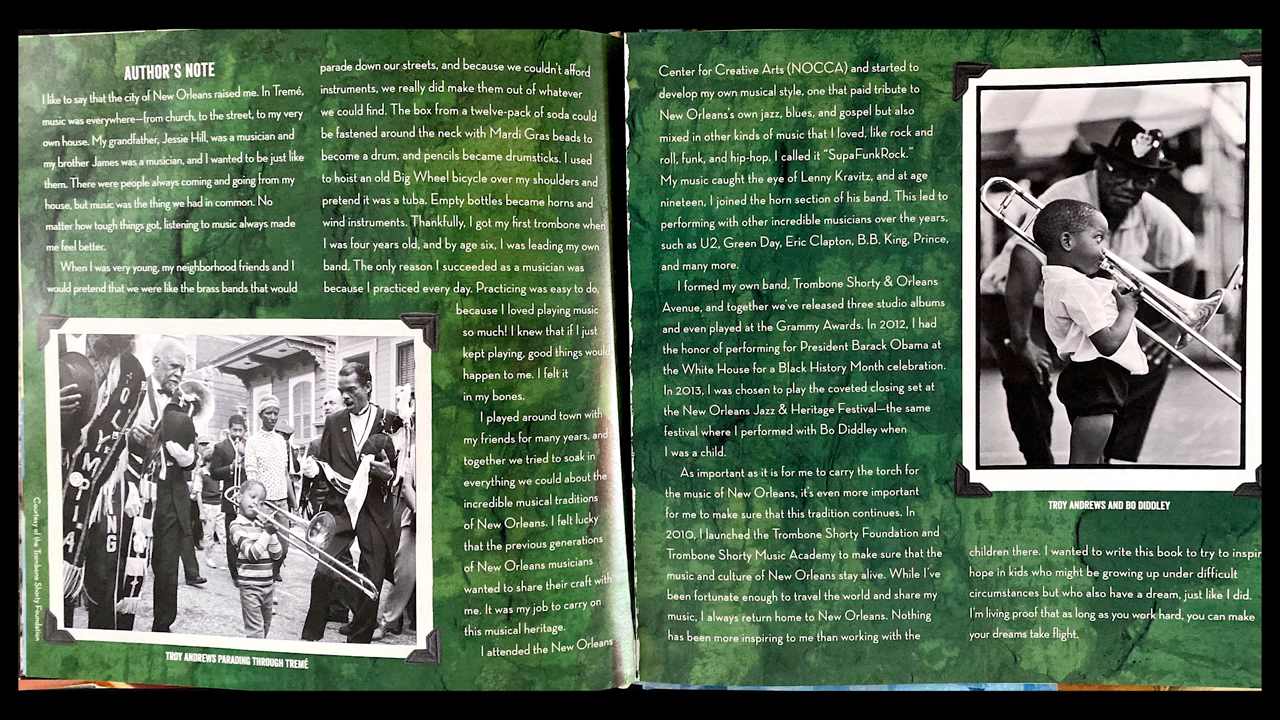 AUTHOR'S NOTE
I like to say that the city of New Orleans raised me. In Tremé,
music was everywhere—from church, to the street, to my very
own house. My grandfather, Jessie Hill, was a musician and
my brother James was a musician, and I wanted to be just like
them. There were people always coming and going from my
house, but music was the thing we had in common. No
matter how tough things got, listening to music always made
me feel better.
When I was very young, my neighborhood friends and I
would pretend that we were like the brass bands that would
parade down our streets, and because we couldn't afford
instruments, we really did make them out of whatever
we could find. The box from a twelve-pack of soda could
be fastened around the neck with Mardi Gras beads to
become a drum, and pencils became drumsticks. I used
to hoist an old Big Wheel bicycle over my shoulders and
pretend it was a tuba. Empty bottles became horns and
wind instruments. Thankfully, I got my first trombone when
I was four years old, and by age six, I was leading my own
band. The only reason I succeeded as a musician was
because I practiced every day. Practicing was easy to do,
because I loved playing music
so much! I knew that if I just
kept playing, good things would
happen to me. I felt it
in my bones.
I played around town with
my friends for many years, and
together we tried to soak in
everything we could about the
incredible musical traditions
of New Orleans. I felt lucky
that the previous generations
of New Orleans musicians
wanted to share their craft with
me. It was my job to carry on
this musical heritage.
I attended the New Orleans
Courtesy of the Trombone Shorty Foundation
TROY ANDREWS PARADING THROUGH TREMÉ
Center for Creative Arts (NOCCA) and started to
develop my own musical style, one that paid tribute to
New Orleans's own jazz, blues, and gospel but also
mixed in other kinds of music that I loved, like rock and
roll, funk, and hip-hop. I called it "SupaFunkRock."
My music caught the eye of Lenny Kravitz, and at age
nineteen, I joined the horn section of his band. This led to
performing with other incredible musicians over the years,
such as U2, Green Day, Eric Clapton, B.B. King, Prince,
and many more.
I formed my own band, Trombone Shorty & Orleans
Avenue, and together we've released three studio albums
and even played at the Grammy Awards. In 2012, I had
the honor of performing for President Barack Obama at
the White House for a Black History Month celebration.
In 2013, I was chosen to play the coveted closing set at
the New Orleans Jazz & Heritage Festival—the same
festival where I performed with Bo Diddley when
I was a child.
As important as it is for me to carry the torch for
the music of New Orleans, it's even more important
for me to make sure that this tradition continues. In
2010, I launched the Trombone Shorty Foundation and
Trombone Shorty Music Academy to make sure that the
music and culture of New Orleans stay alive. While I've
been fortunate enough to travel the world and share my
music, I always return home to New Orleans. Nothing
has been more inspiring to me than working with the
TROY ANDREWS AND BO DIDDLEY
children there. I wanted to write this book to try to inspir
hope in kids who might be growing up under difficult
circumstances but who also have a dream, just like I did.
I'm living proof that as long as you work hard, you can make
your dreams take flight.